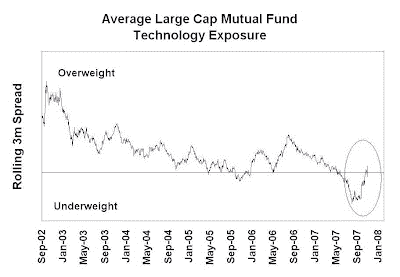 Average Large Cap Mutual Fund
Technology Exposure
Rolling 3m Spread
Overweight
Underweight
Sep-02
Jan-03
May-03
Sep-03
Jan-04
May-04
Sep-04
Jan-05
May-05
Sep-05
Jan-06
May-06
Sep-06
Jan-07
May-07
Sep-07
Jan-08